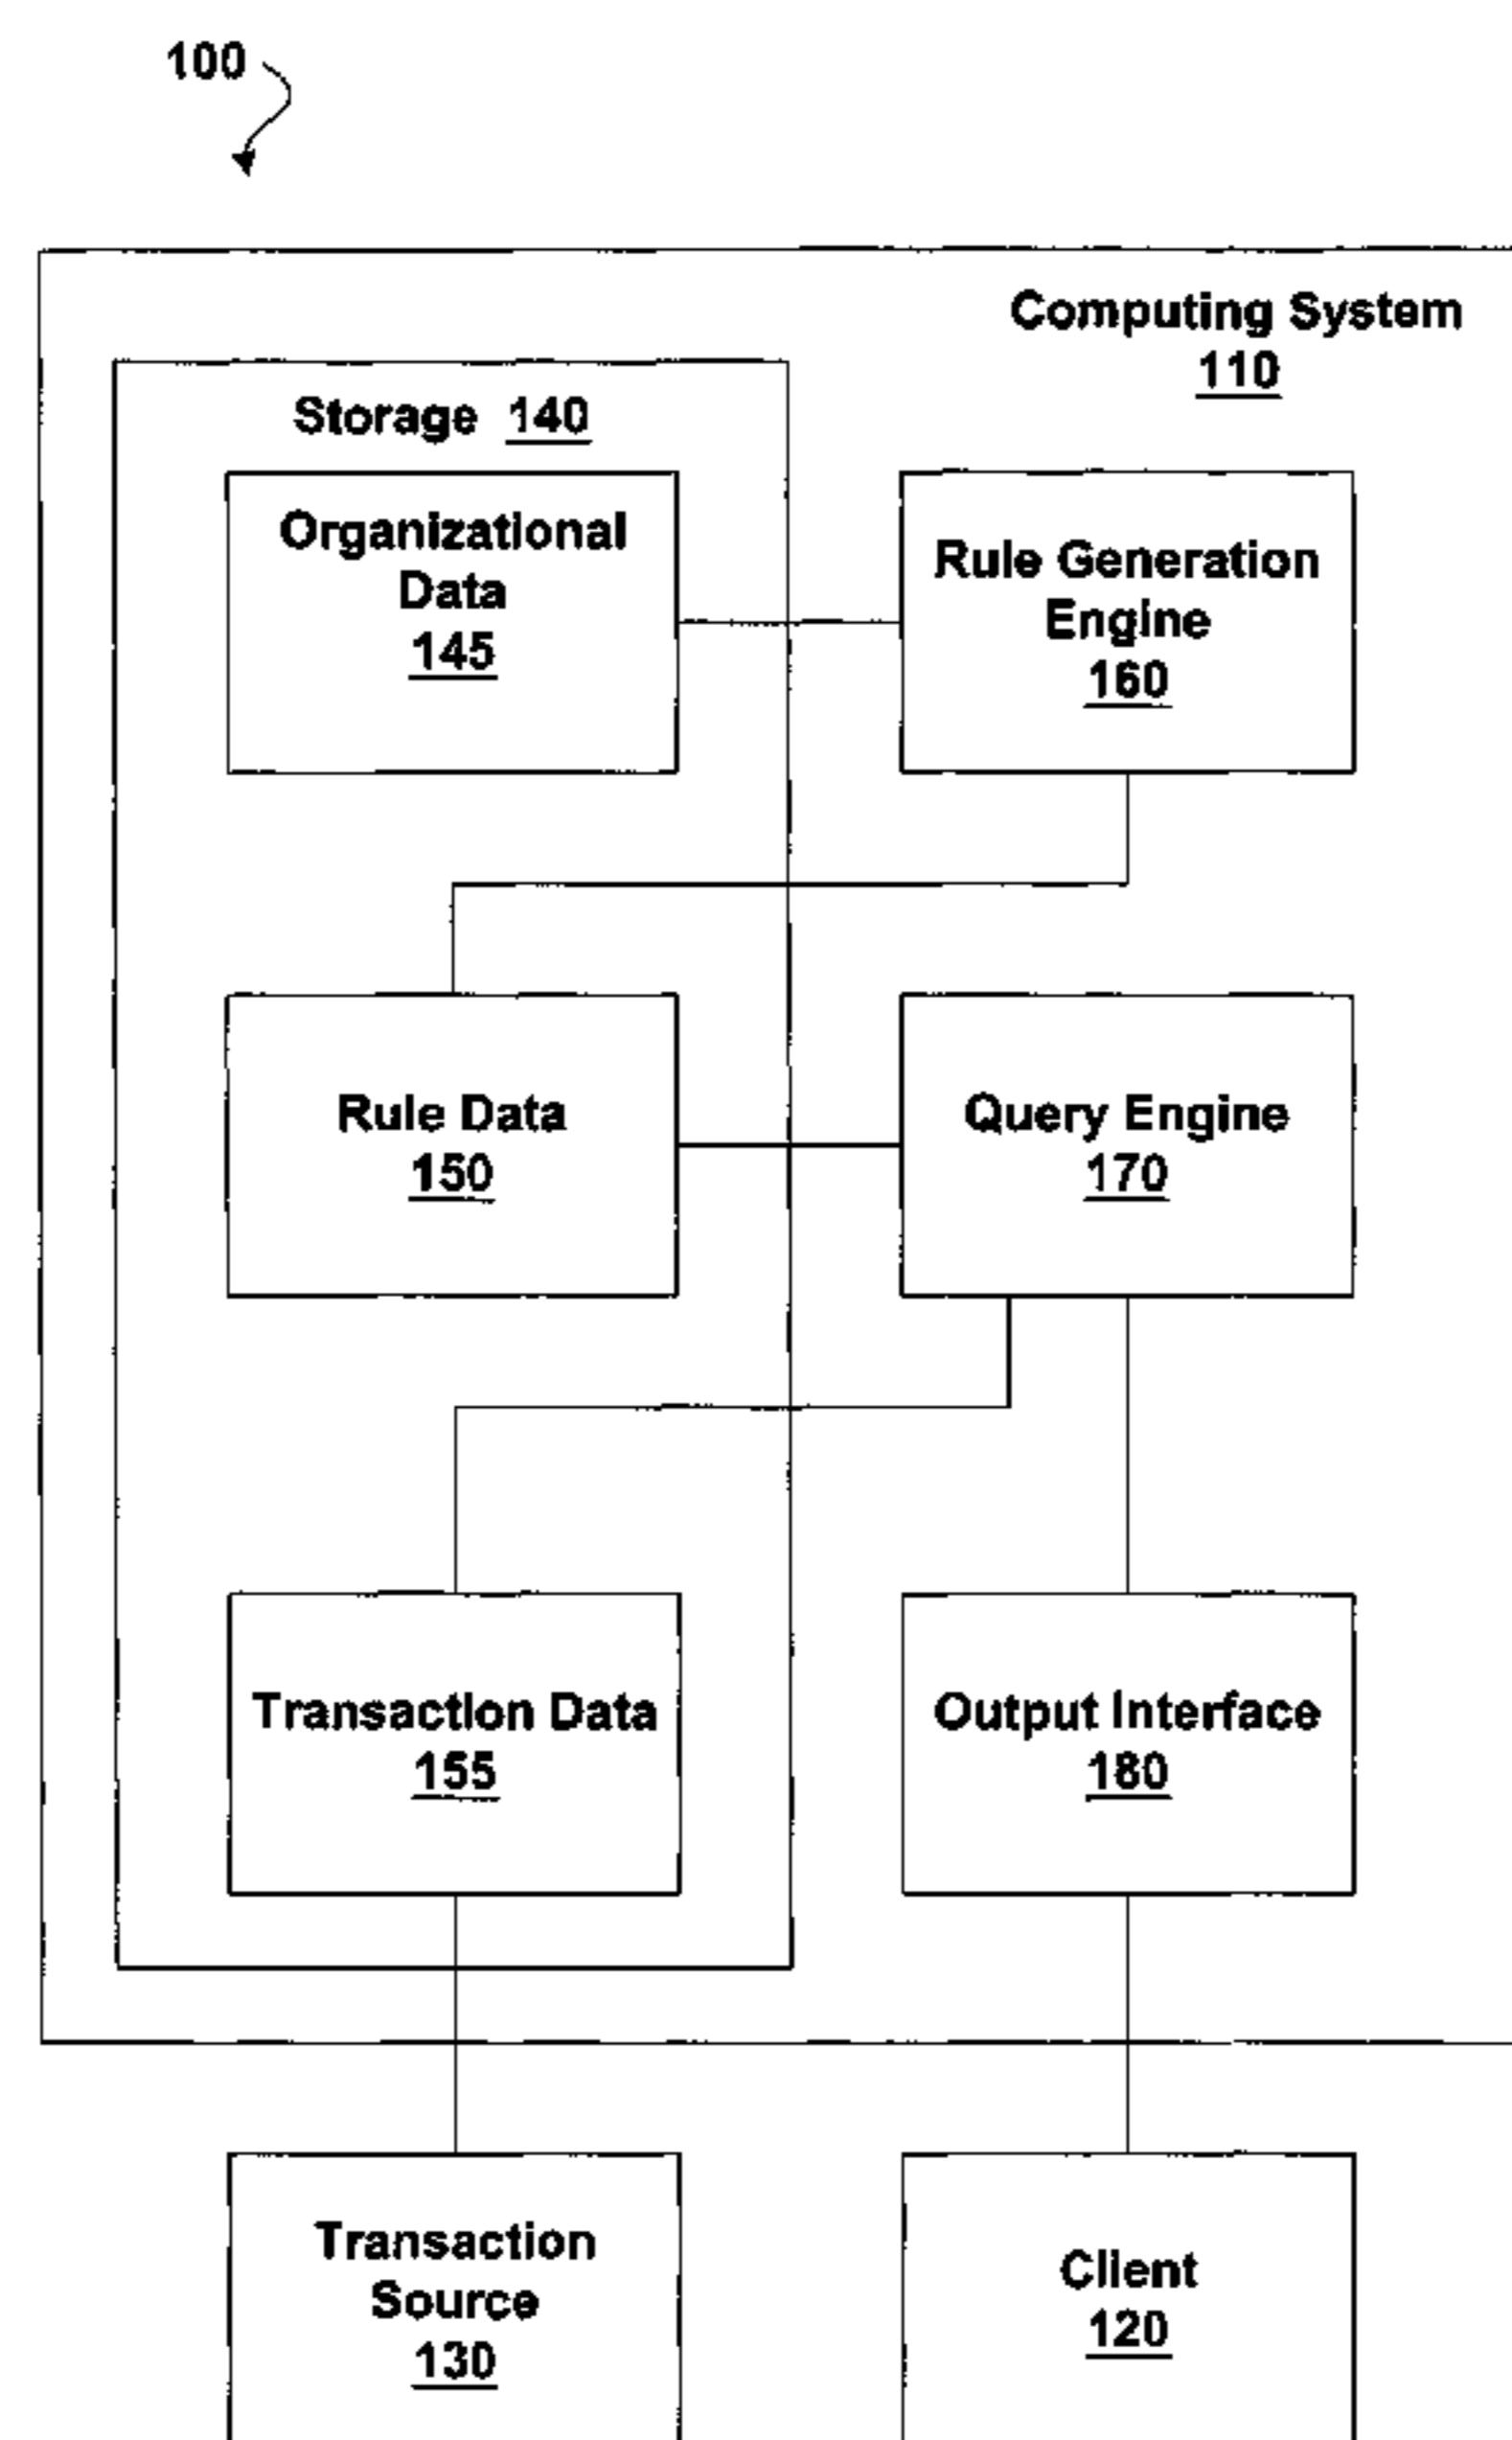 100
Computing System
110
Storage 140
Organizational
Data
145
Rule Generation
Engine
160
Rule Data
150
Query Engine
170
Transaction Data
155
Output Interface
180
Transaction
Source
130
Client
120